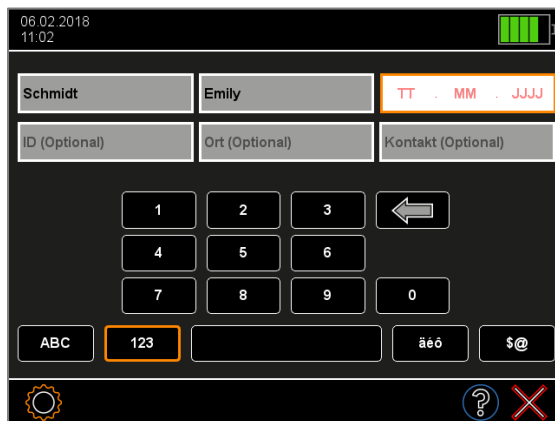 06.02.2018
11:02
Schmidt Emily TT . MM . JJJJ
ID (Optional) Ort (Optional) Kontakt (Optional)
1 2 3
4 5 6
7 8 9 0
ABC 123 äéô $@
?